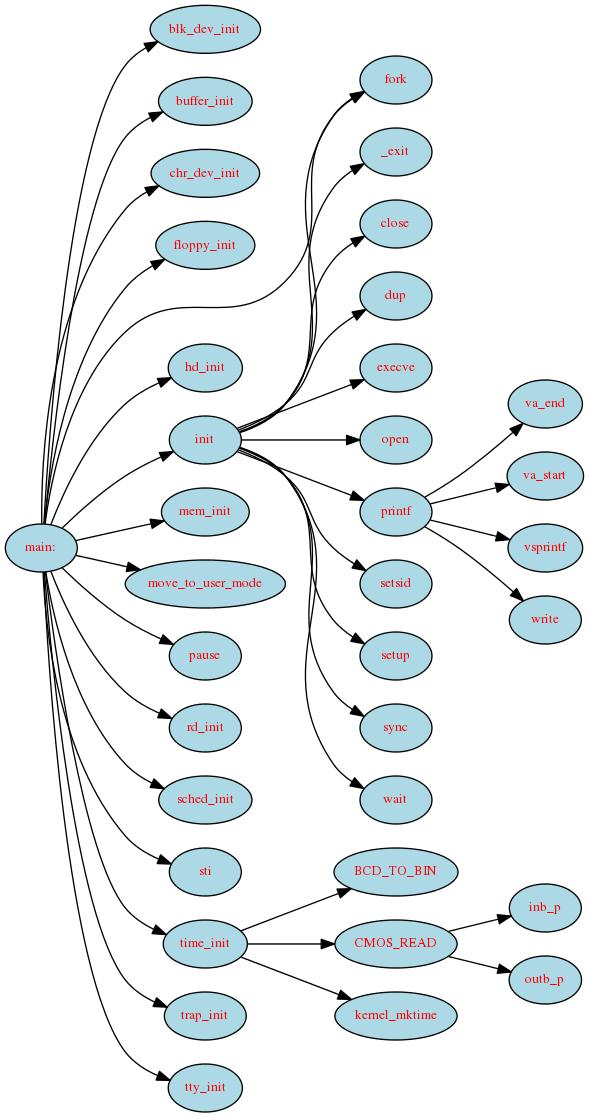 blk_dev_init
buffer_init
chr_dev_init
floppy_init
hd_init
init
mem_init
main:
move_to_user_mode
pause
rd_init
sched_init
sti
time_init
trap_init
tty_init
fork
_exit
close
dup
execve
open
printf
setsid
setup
sync
wait
BCD_TO_BIN
CMOS_READ
kernel_mktime
va_end
va_start
vsprintf
write
inb_p
outb_p